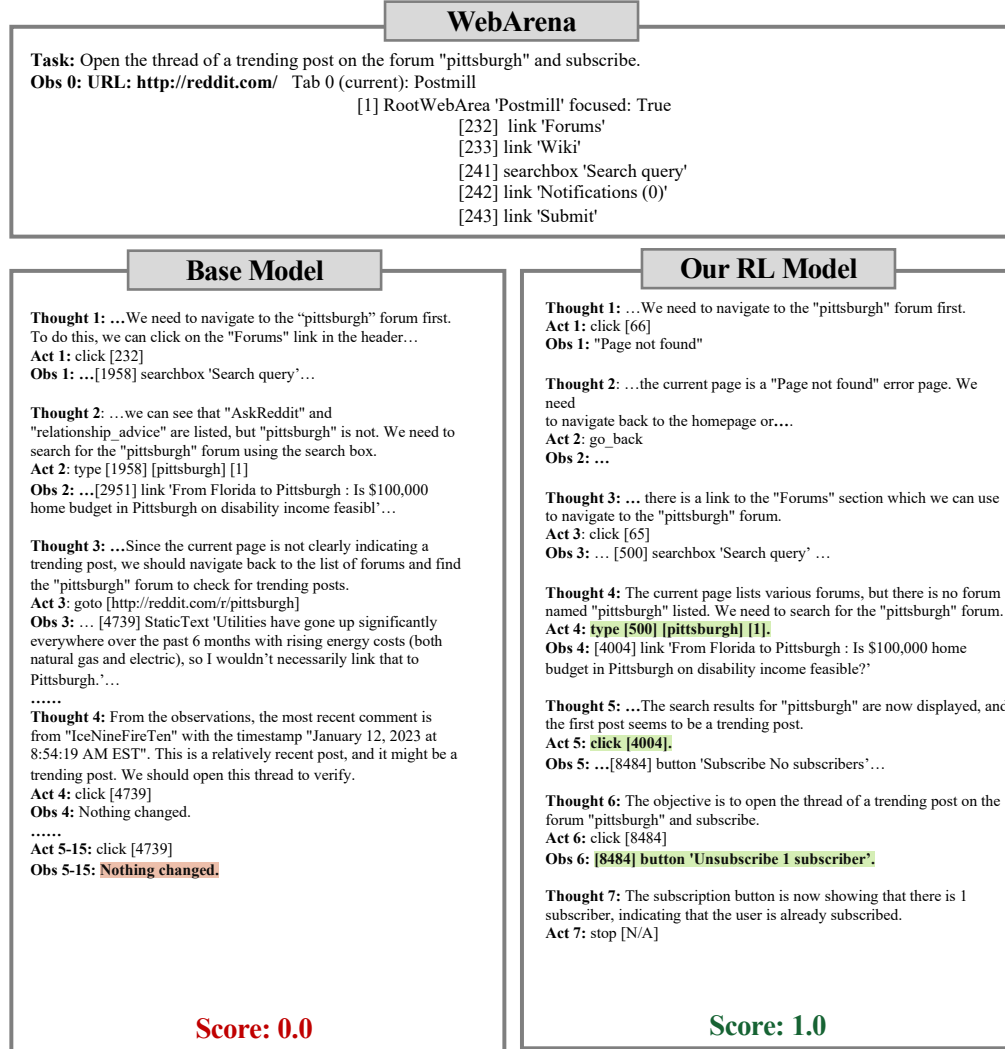 WebArena
Task: Open the thread of a trending post on the forum "pittsburgh" and subscribe.
Obs 0: URL: http://reddit.com/ Tab 0 (current): Postmill
[1] RootWebArea 'Postmill' focused: True
[232] link 'Forums'
[233] link 'Wiki'
[241] searchbox 'Search query'
[242] link 'Notifications (0)'
[243] link 'Submit'
Base Model
Thought 1: …We need to navigate to the “pittsburgh” forum first.
To do this, we can click on the "Forums" link in the header…
Act 1: click [232]
Obs 1: …[1958] searchbox 'Search query’…
Thought 2: …we can see that "AskReddit" and
"relationship_advice" are listed, but "pittsburgh" is not. We need to
search for the "pittsburgh" forum using the search box.
Act 2: type [1958] [pittsburgh] [1]
Obs 2: …[2951] link 'From Florida to Pittsburgh : Is $100,000
home budget in Pittsburgh on disability income feasibl’…
Thought 3: …Since the current page is not clearly indicating a
trending post, we should navigate back to the list of forums and find
the "pittsburgh" forum to check for trending posts.
Act 3: goto [http://reddit.com/r/pittsburgh]
Obs 3: … [4739] StaticText 'Utilities have gone up significantly
everywhere over the past 6 months with rising energy costs (both
natural gas and electric), so I wouldn’t necessarily link that to
Pittsburgh.’…
……
Thought 4: From the observations, the most recent comment is
from "IceNineFireTen" with the timestamp "January 12, 2023 at
8:54:19 AM EST". This is a relatively recent post, and it might be a
trending post. We should open this thread to verify.
Act 4: click [4739]
Obs 4: Nothing changed.
……
Act 5-15: click [4739]
Obs 5-15: Nothing changed.
Score: 0.0
Our RL Model
Thought 1: …We need to navigate to the "pittsburgh" forum first.
Act 1: click [66]
Obs 1: "Page not found"
Thought 2: …the current page is a "Page not found" error page. We
need
to navigate back to the homepage or….
Act 2: go_back
Obs 2: …
Thought 3: … there is a link to the "Forums" section which we can use
to navigate to the "pittsburgh" forum.
Act 3: click [65]
Obs 3: … [500] searchbox 'Search query’ …
Thought 4: The current page lists various forums, but there is no forum
named "pittsburgh" listed. We need to search for the "pittsburgh" forum.
Act 4: type [500] [pittsburgh] [1].
Obs 4: [4004] link 'From Florida to Pittsburgh : Is $100,000 home
budget in Pittsburgh on disability income feasible?’
Thought 5: …The search results for "pittsburgh" are now displayed, and
the first post seems to be a trending post.
Act 5: click [4004].
Obs 5: …[8484] button 'Subscribe No subscribers’…
Thought 6: The objective is to open the thread of a trending post on the
forum "pittsburgh" and subscribe.
Act 6: click [8484]
Obs 6: [8484] button 'Unsubscribe 1 subscriber’.
Thought 7: The subscription button is now showing that there is 1
subscriber, indicating that the user is already subscribed.
Act 7: stop [N/A]
Score: 1.0